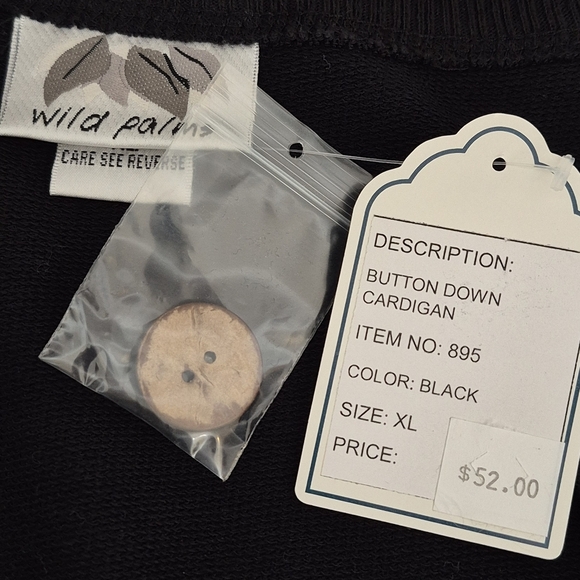 wild palms
CARE SEE REVERSE
DESCRIPTION:
BUTTON DOWN
CARDIGAN
ITEM NO: 895
COLOR: BLACK
SIZE: XL
PRICE:
$52.00